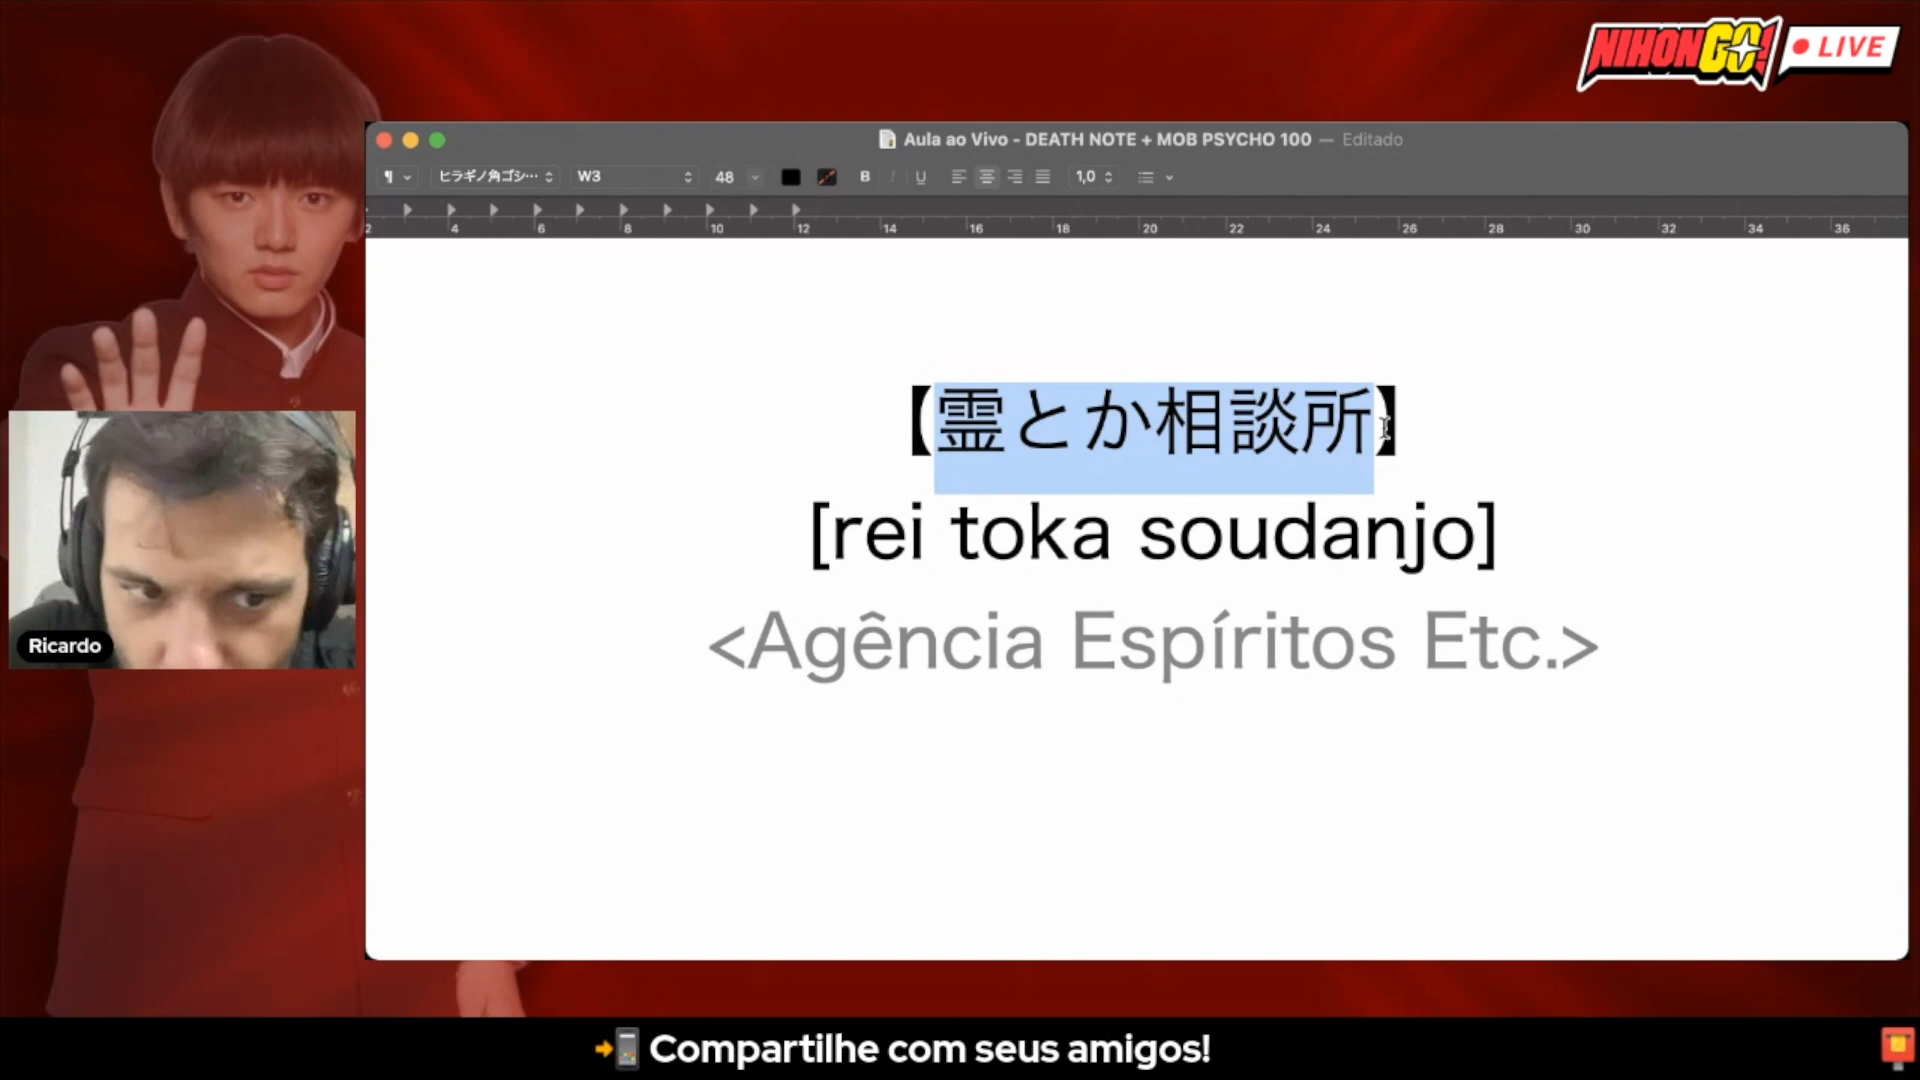 NIHONGO! LIVE
Aula ao Vivo - DEATH NOTE + MOB PSYCHO 100 — Editado
¶ ヒラギノ角ゴシ… W3 48 B I U 1,0
2 4 6 8 10 12 14 16 18 20 22 24 26 28 30 32 34 36
【霊とか相談所】
[rei toka soudanjo]
<Agência Espíritos Etc.>
Ricardo
Compartilhe com seus amigos!